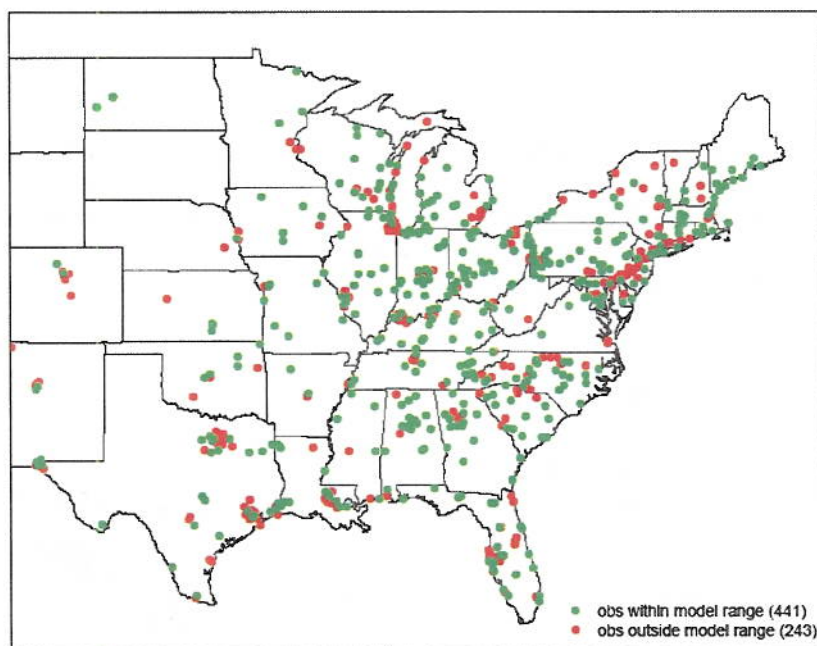 obs within model range (441)
obs outside model range (243)